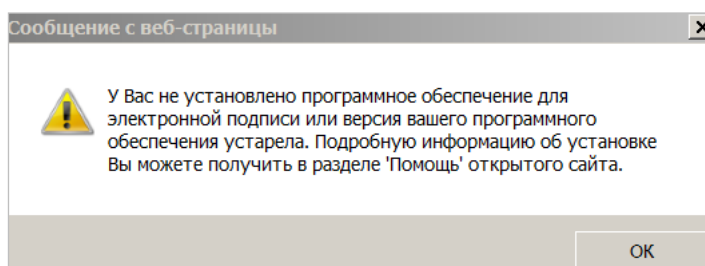 Сообщение с веб-страницы
У Вас не установлено программное обеспечение для
электронной подписи или версия вашего программного
обеспечения устарела. Подробную информацию об установке
Вы можете получить в разделе 'Помощь' открытого сайта.
ОК